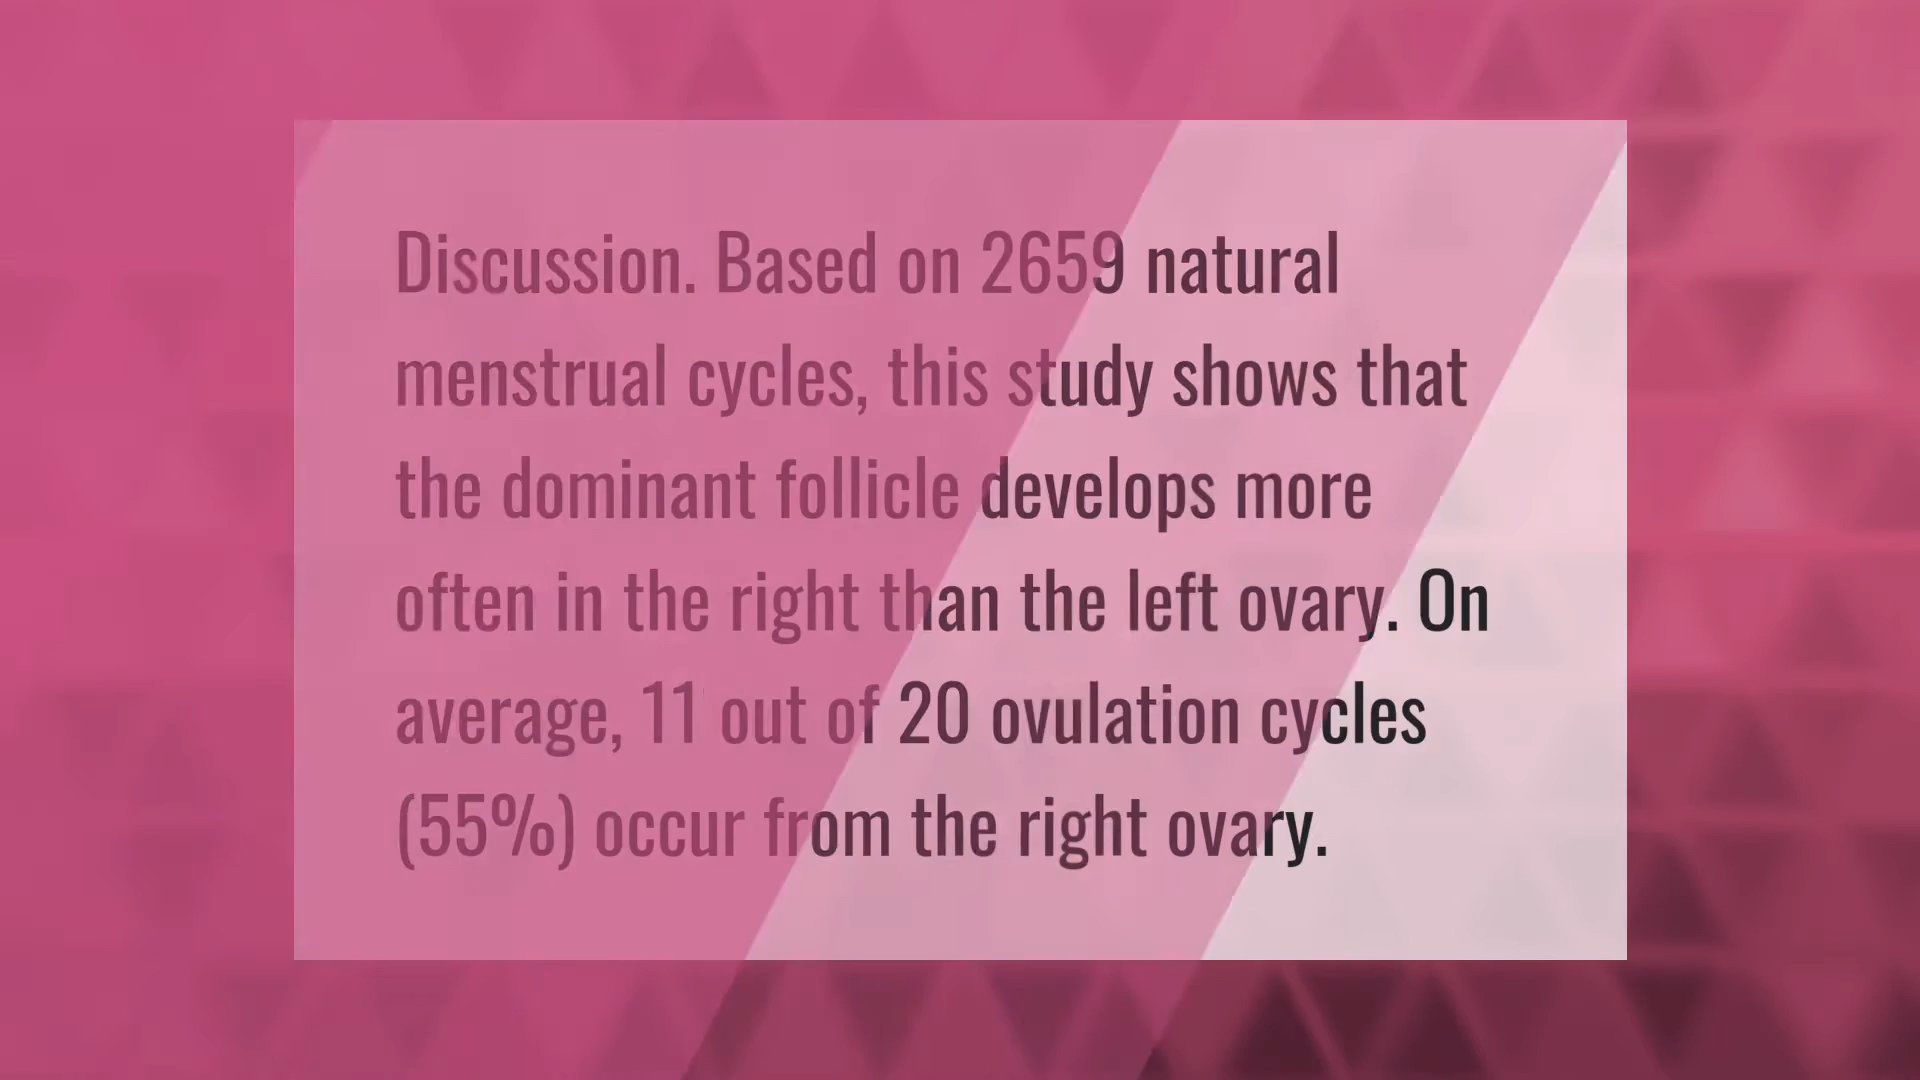 Discussion. Based on 2659 natural
menstrual cycles, this study shows that
the dominant follicle develops more
often in the right than the left ovary. On
average, 11 out of 20 ovulation cycles
(55%) occur from the right ovary.